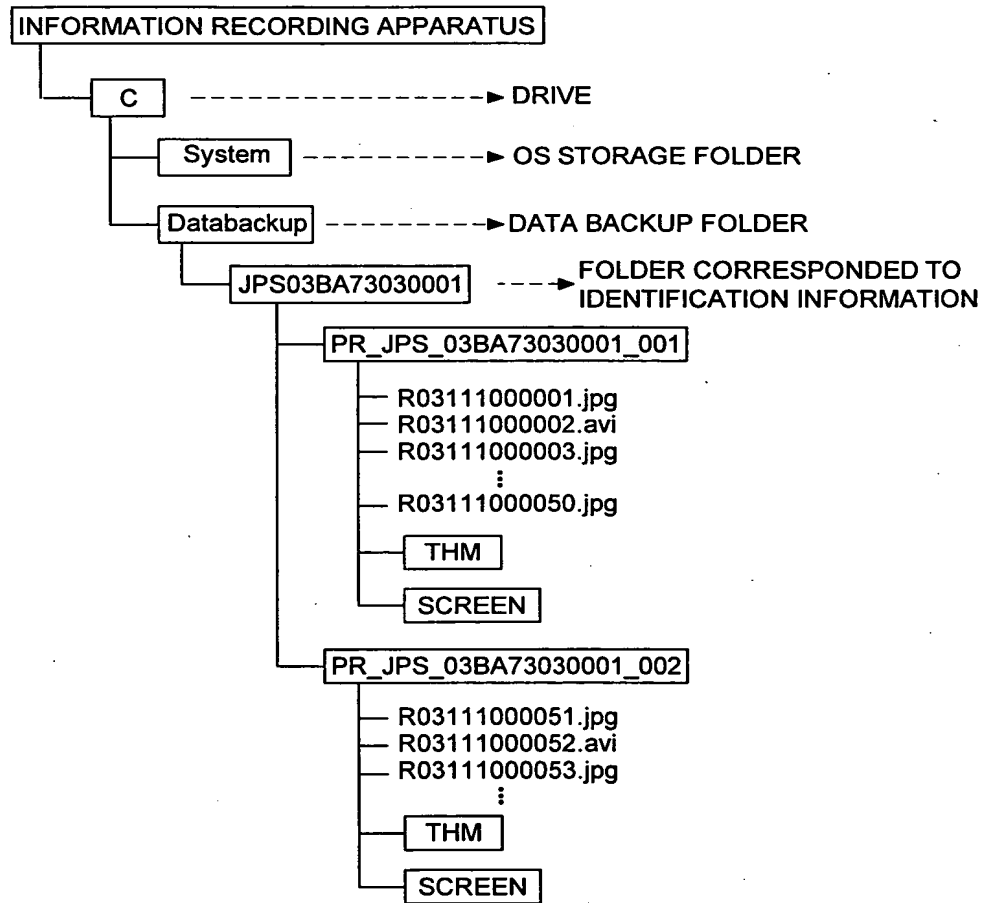 INFORMATION RECORDING APPARATUS
C DRIVE
System OS STORAGE FOLDER
Databackup DATA BACKUP FOLDER
JPS03BA73030001 FOLDER CORRESPONDED TO
IDENTIFICATION INFORMATION
PR_JPS_03BA73030001_001
R03111000001.jpg
R03111000002.avi
R03111000003.jpg
R03111000050.jpg
THM
SCREEN
PR_JPS_03BA73030001_002
R03111000051.jpg
R03111000052.avi
R03111000053.jpg
THM
SCREEN